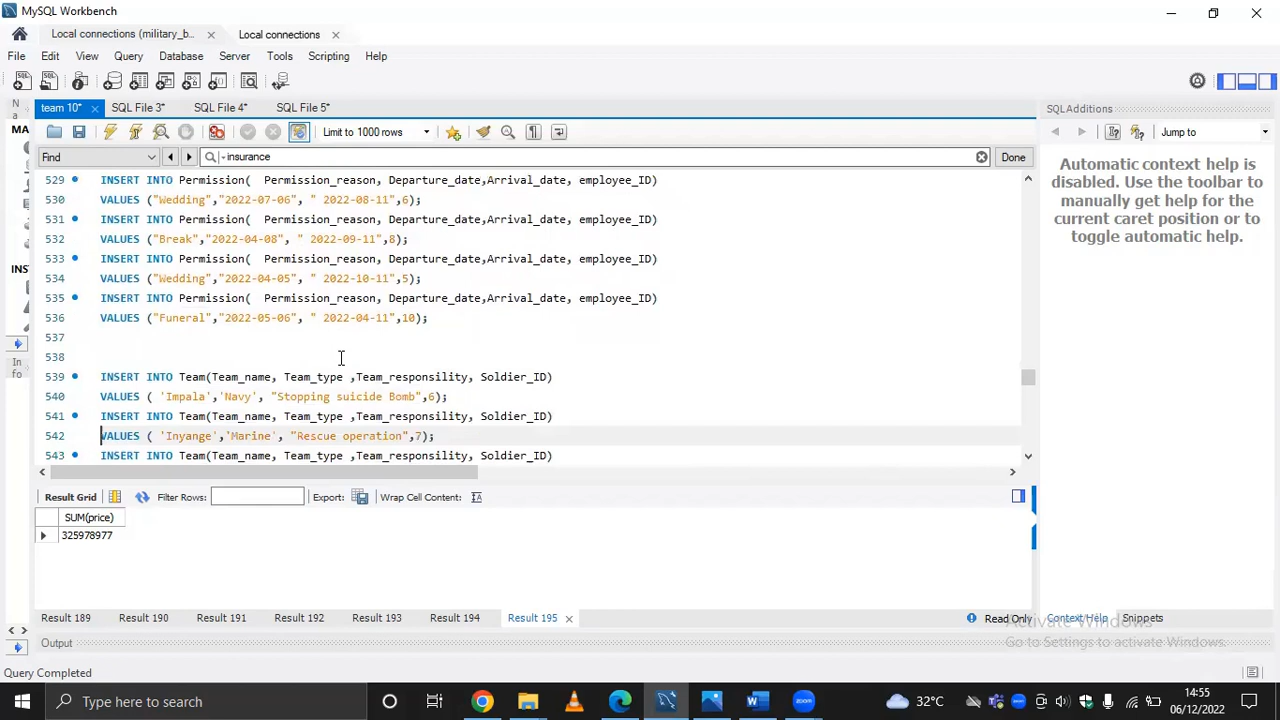 MySQL Workbench
Local connections (military_b... Local connections
File Edit View Query Database Server Tools Scripting Help
team 10* SQL File 3* SQL File 4* SQL File 5* SQLAdditions
Limit to 1000 rows Jump to
Find - insurance Done
529 INSERT INTO Permission( Permission_reason, Departure_date,Arrival_date, employee_ID)
530 VALUES ("Wedding","2022-07-06", " 2022-08-11",6);
531 INSERT INTO Permission( Permission_reason, Departure_date,Arrival_date, employee_ID)
532 VALUES ("Break","2022-04-08", " 2022-09-11",8);
533 INSERT INTO Permission( Permission_reason, Departure_date,Arrival_date, employee_ID)
534 VALUES ("Wedding","2022-04-05", " 2022-10-11",5);
535 INSERT INTO Permission( Permission_reason, Departure_date,Arrival_date, employee_ID)
536 VALUES ("Funeral","2022-05-06", " 2022-04-11",10);
537
538
539 INSERT INTO Team(Team_name, Team_type ,Team_responsility, Soldier_ID)
540 VALUES ( 'Impala','Navy', "Stopping suicide Bomb",6);
541 INSERT INTO Team(Team_name, Team_type ,Team_responsility, Soldier_ID)
542 VALUES ( 'Inyange','Marine', "Rescue operation",7);
543 INSERT INTO Team(Team_name, Team_type ,Team_responsility, Soldier_ID)
Automatic context help is
disabled. Use the toolbar to
manually get help for the
current caret position or to
toggle automatic help.
Result Grid Filter Rows: Export: Wrap Cell Content:
SUM(price)
325978977
Result 189 Result 190 Result 191 Result 192 Result 193 Result 194 Result 195 Read Only Context Help Snippets
Activate Windows
Go to Settings to activate Windows.
Output
Query Completed
Type here to search 32°C 14:55
06/12/2022